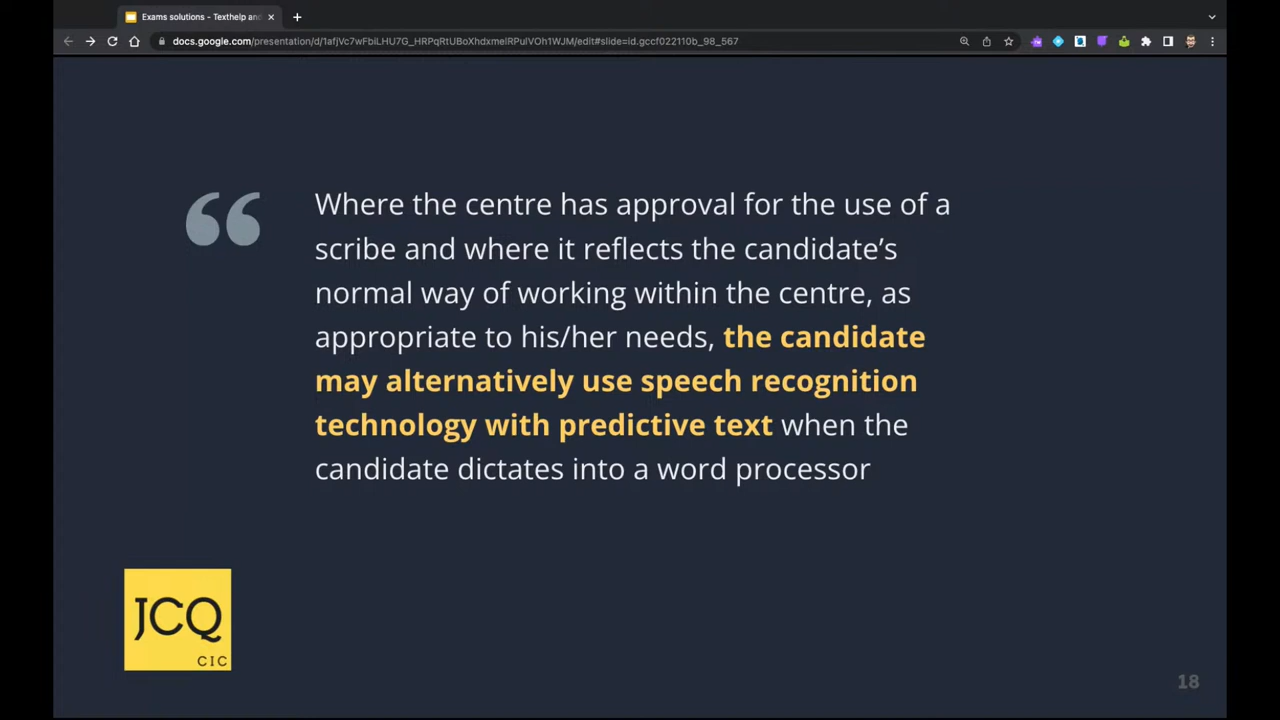 Exams solutions - Texthelp and
docs.google.com/presentation/d/1afjVc7wFbiLHU7G_HRPqRtUBoXhdxmelRPulVOh1WJM/edit#slide=id.gccf022110b_98_567
“
Where the centre has approval for the use of a
scribe and where it reflects the candidate’s
normal way of working within the centre, as
appropriate to his/her needs, the candidate
may alternatively use speech recognition
technology with predictive text when the
candidate dictates into a word processor
JCQ
CIC
18